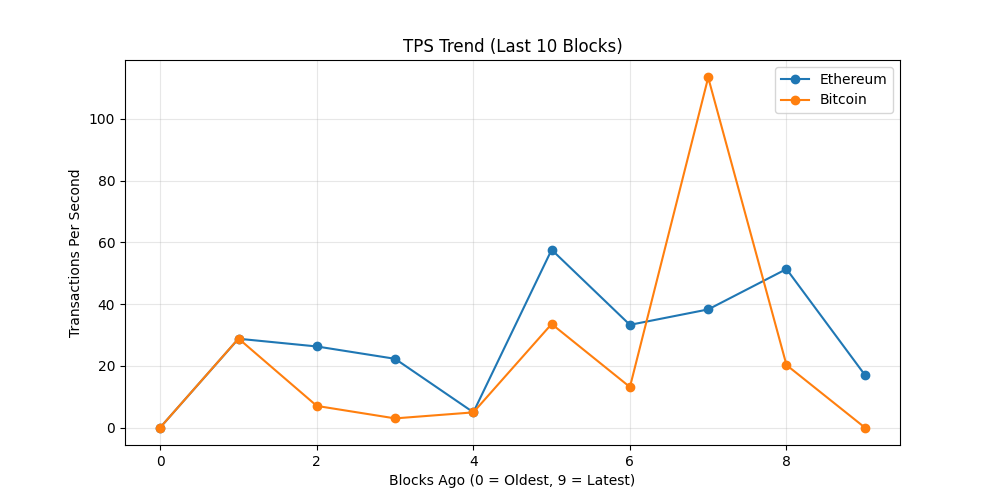 TPS Trend (Last 10 Blocks)
Ethereum
Bitcoin
Transactions Per Second
100
80
60
40
20
0
0 2 4 6 8
Blocks Ago (0 = Oldest, 9 = Latest)